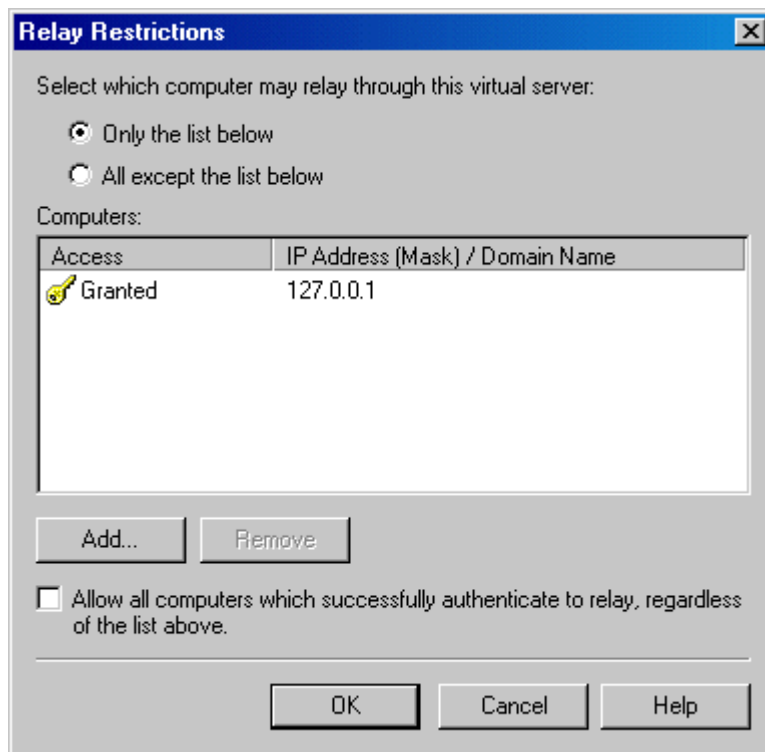 Relay Restrictions
Select which computer may relay through this virtual server:
Only the list below
All except the list below
Computers:
Access IP Address (Mask) / Domain Name
Granted 127.0.0.1
Add... Remove
Allow all computers which successfully authenticate to relay, regardless
of the list above.
OK Cancel Help